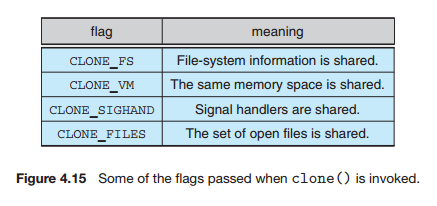 flag meaning
CLONE_FS File-system information is shared.
CLONE_VM The same memory space is shared.
CLONE_SIGHAND Signal handlers are shared.
CLONE_FILES The set of open files is shared.
Figure 4.15 Some of the flags passed when clone() is invoked.